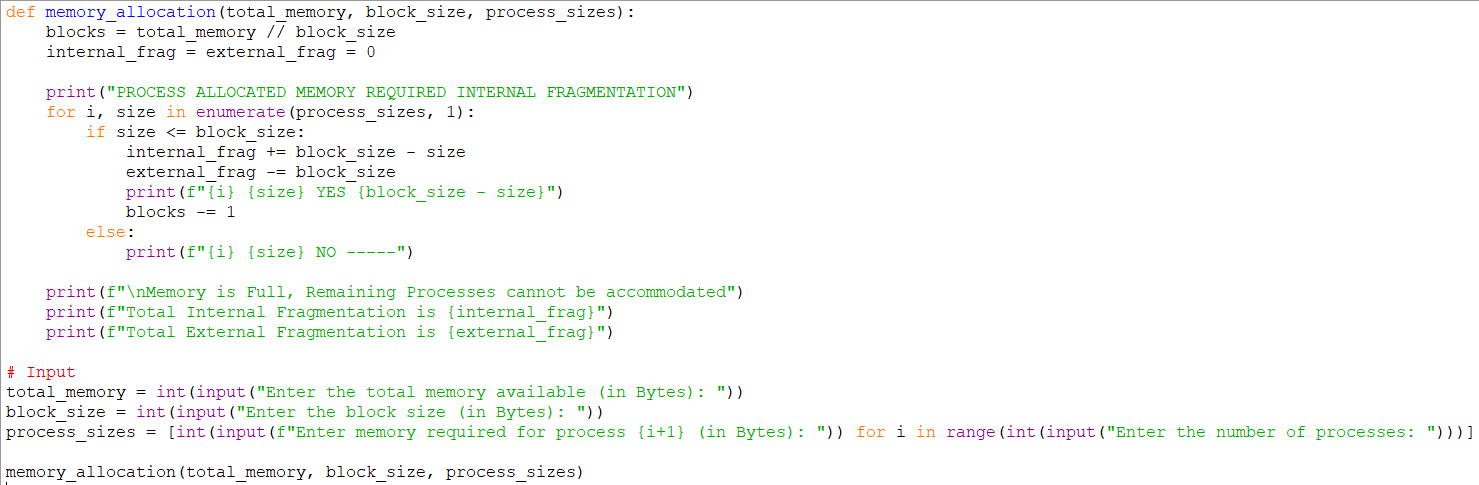 def memory_allocation(total_memory, block_size, process_sizes):
    blocks = total_memory // block_size
    internal_frag = external_frag = 0

    print("PROCESS ALLOCATED MEMORY REQUIRED INTERNAL FRAGMENTATION")
    for i, size in enumerate(process_sizes, 1):
        if size <= block_size:
            internal_frag += block_size - size
            external_frag -= block_size
            print(f"{i} {size} YES {block_size - size}")
            blocks -= 1
        else:
            print(f"{i} {size} NO -----")

    print(f"\nMemory is Full, Remaining Processes cannot be accommodated")
    print(f"Total Internal Fragmentation is {internal_frag}")
    print(f"Total External Fragmentation is {external_frag}")

# Input
total_memory = int(input("Enter the total memory available (in Bytes): "))
block_size = int(input("Enter the block size (in Bytes): "))
process_sizes = [int(input(f"Enter memory required for process {i+1} (in Bytes): ")) for i in range(int(input("Enter the number of processes: ")))]

memory_allocation(total_memory, block_size, process_sizes)